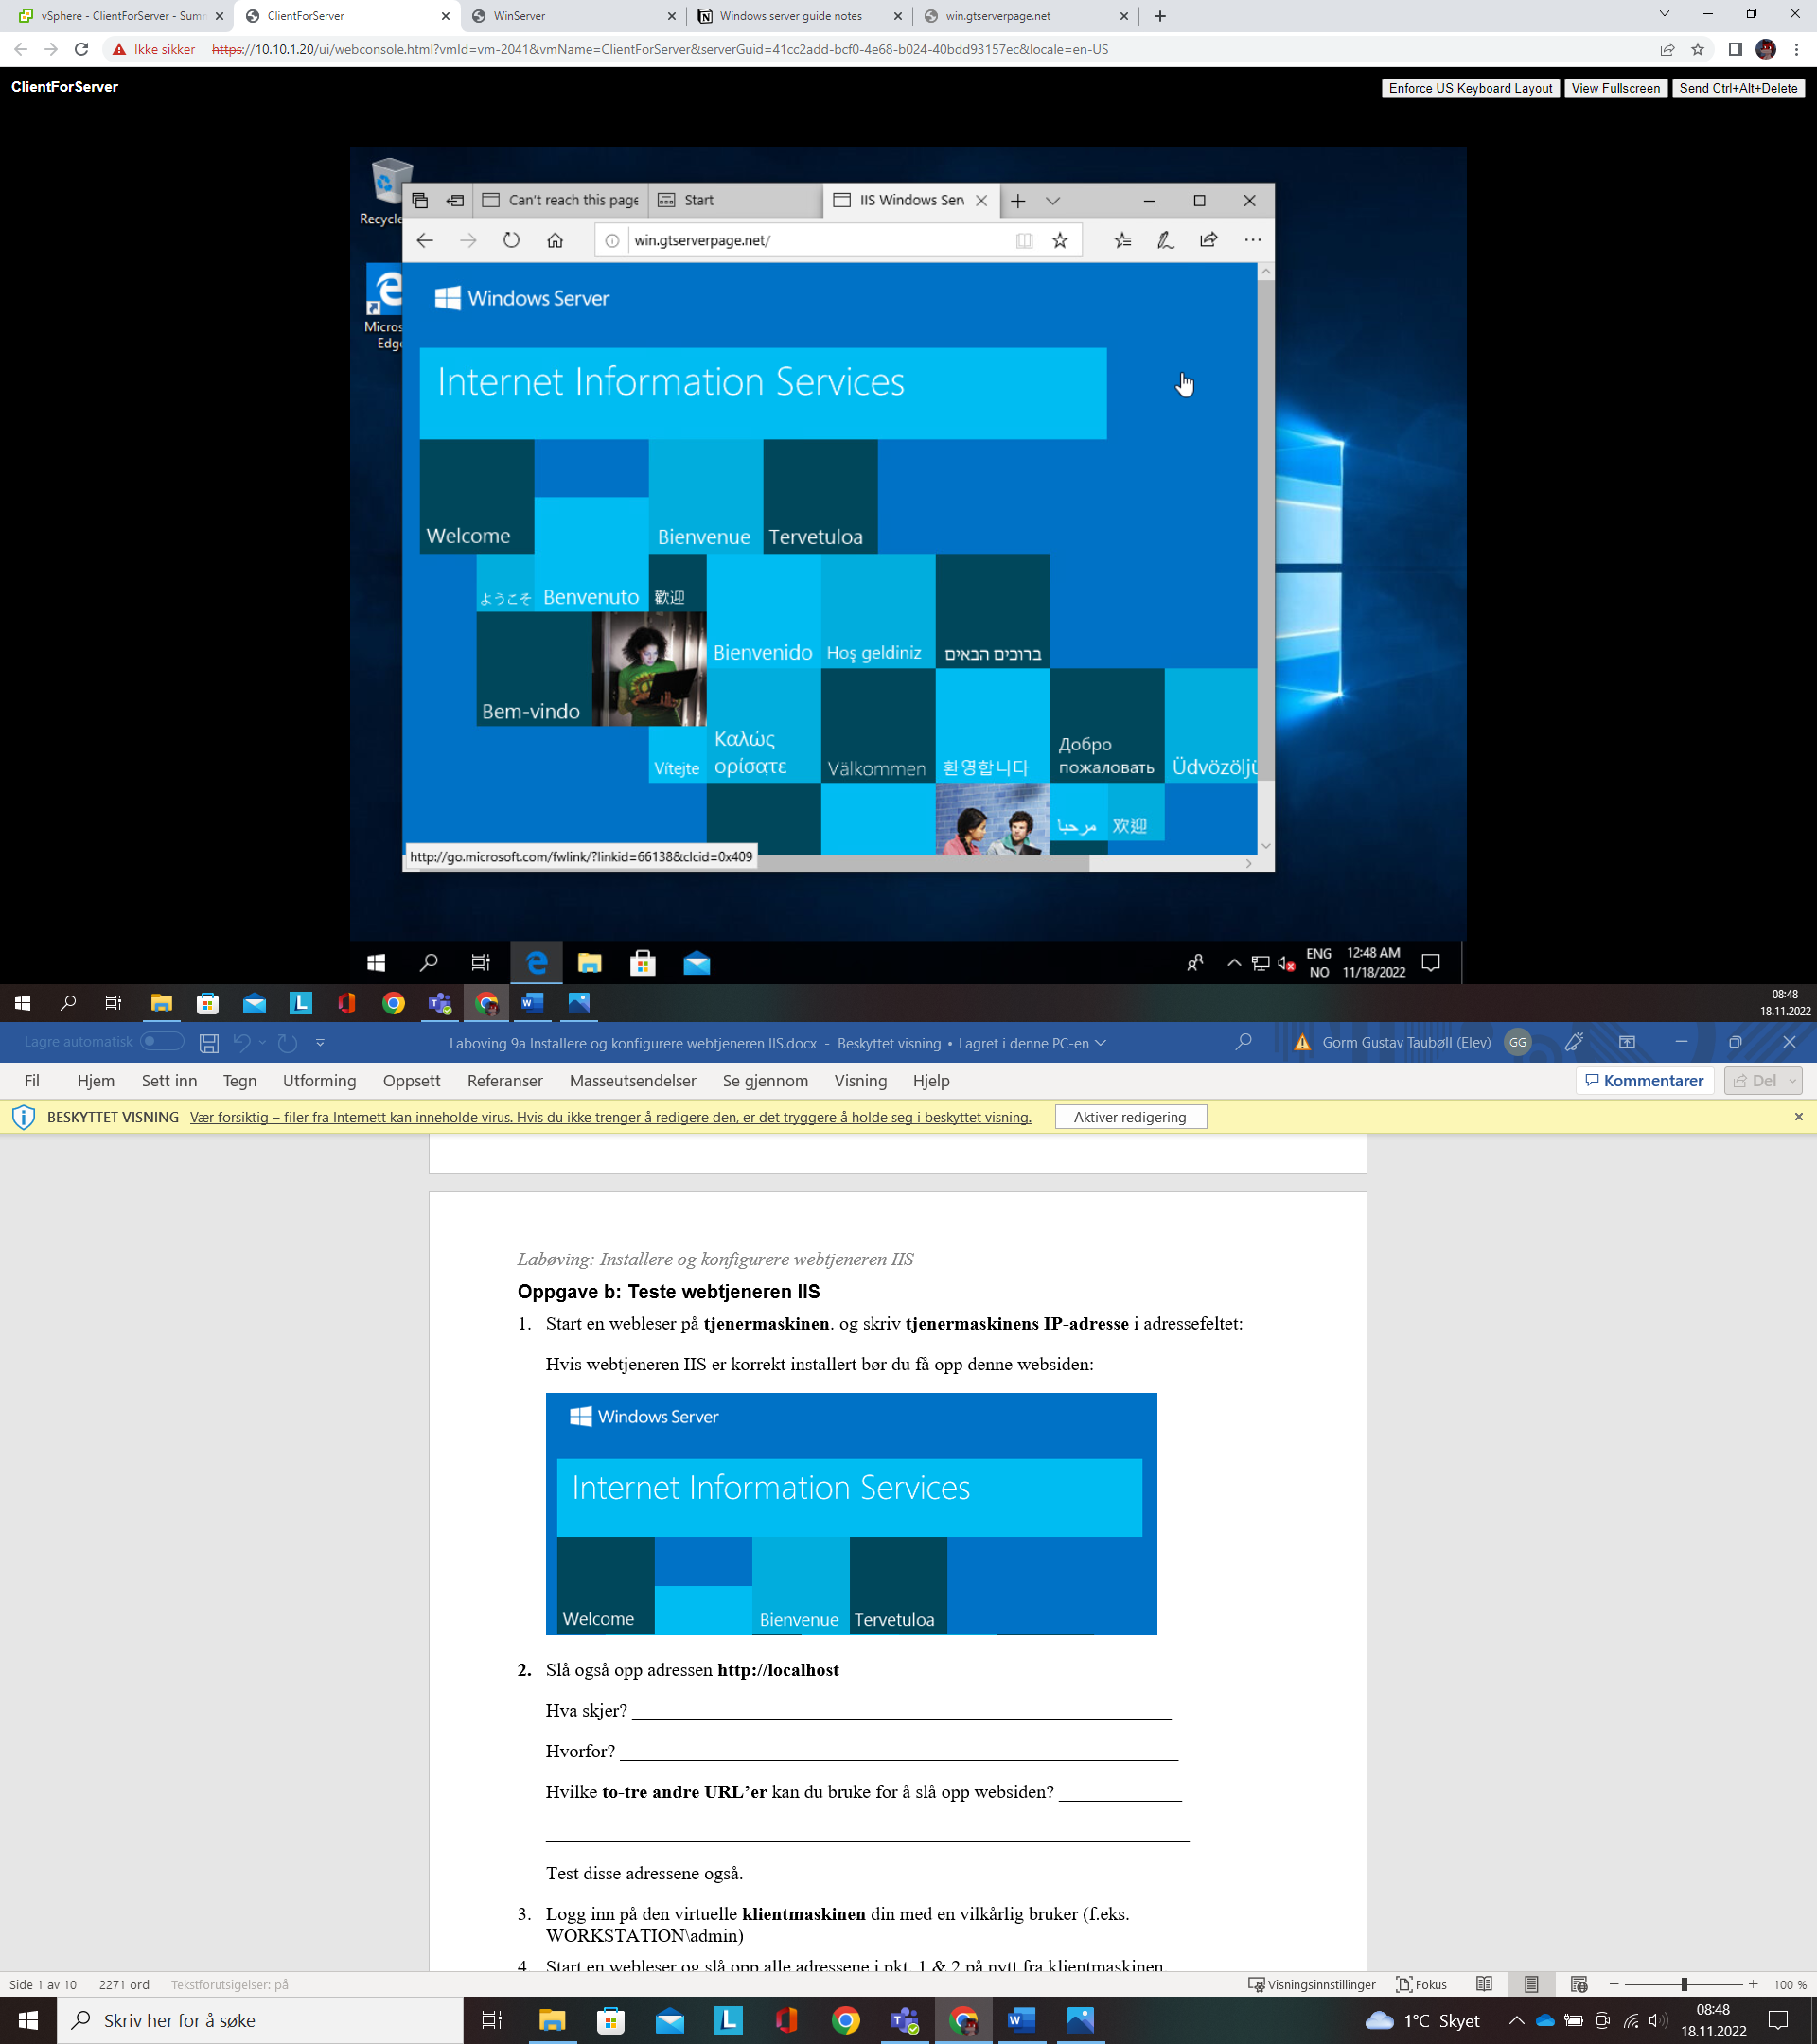 vSphere - ClientForServer - Summ
ClientForServer
WinServer
Windows server guide notes
win.gtserverpage.net
Ikke sikker
https://10.10.1.20/ui/webconsole.html?vmId=vm-2041&vmName=ClientForServer&serverGuid=41cc2add-bcf0-4e68-b024-40bdd93157ec&locale=en-US
ClientForServer
Enforce US Keyboard Layout
View Fullscreen
Send Ctrl+Alt+Delete
Recycle
Micros
Edge
Can't reach this page
Start
IIS Windows Serv
win.gtserverpage.net/
Windows Server
Internet Information Services
Welcome
Bienvenue
Tervetuloa
ようこそ
Benvenuto
歡迎
Bienvenido
Hoş geldiniz
ברוכים הבאים
Bem-vindo
Vítejte
Καλώς
ορίσατε
Välkommen
환영합니다
Добро
пожаловать
Üdvözölj
مرحبا
欢迎
http://go.microsoft.com/fwlink/?linkid=66138&clcid=0x409
ENG
NO
12:48 AM
11/18/2022
08:48
18.11.2022
Lagre automatisk
Laboving 9a Installere og konfigurere webtjeneren IIS.docx - Beskyttet visning • Lagret i denne PC-en
Gorm Gustav Taubøll (Elev)
GG
Fil
Hjem
Sett inn
Tegn
Utforming
Oppsett
Referanser
Masseutsendelser
Se gjennom
Visning
Hjelp
Kommentarer
Del
BESKYTTET VISNING
Vær forsiktig – filer fra Internett kan inneholde virus. Hvis du ikke trenger å redigere den, er det tryggere å holde seg i beskyttet visning.
Aktiver redigering
Labøving: Installere og konfigurere webtjeneren IIS
Oppgave b: Teste webtjeneren IIS
1. Start en webleser på tjenermaskinen. og skriv tjenermaskinens IP-adresse i adressefeltet:
Hvis webtjeneren IIS er korrekt installert bør du få opp denne websiden:
Windows Server
Internet Information Services
Welcome
Bienvenue
Tervetuloa
2. Slå også opp adressen http://localhost
Hva skjer?
Hvorfor?
Hvilke to-tre andre URL’er kan du bruke for å slå opp websiden?
Test disse adressene også.
3. Logg inn på den virtuelle klientmaskinen din med en vilkårlig bruker (f.eks.
WORKSTATION\admin)
4. Start en webleser og slå opp alle adressene i pkt. 1 & 2 på nytt fra klientmaskinen
Side 1 av 10
2271 ord
Tekstforutsigelser: på
Visningsinnstillinger
Fokus
100 %
Skriv her for å søke
1°C Skyet
08:48
18.11.2022